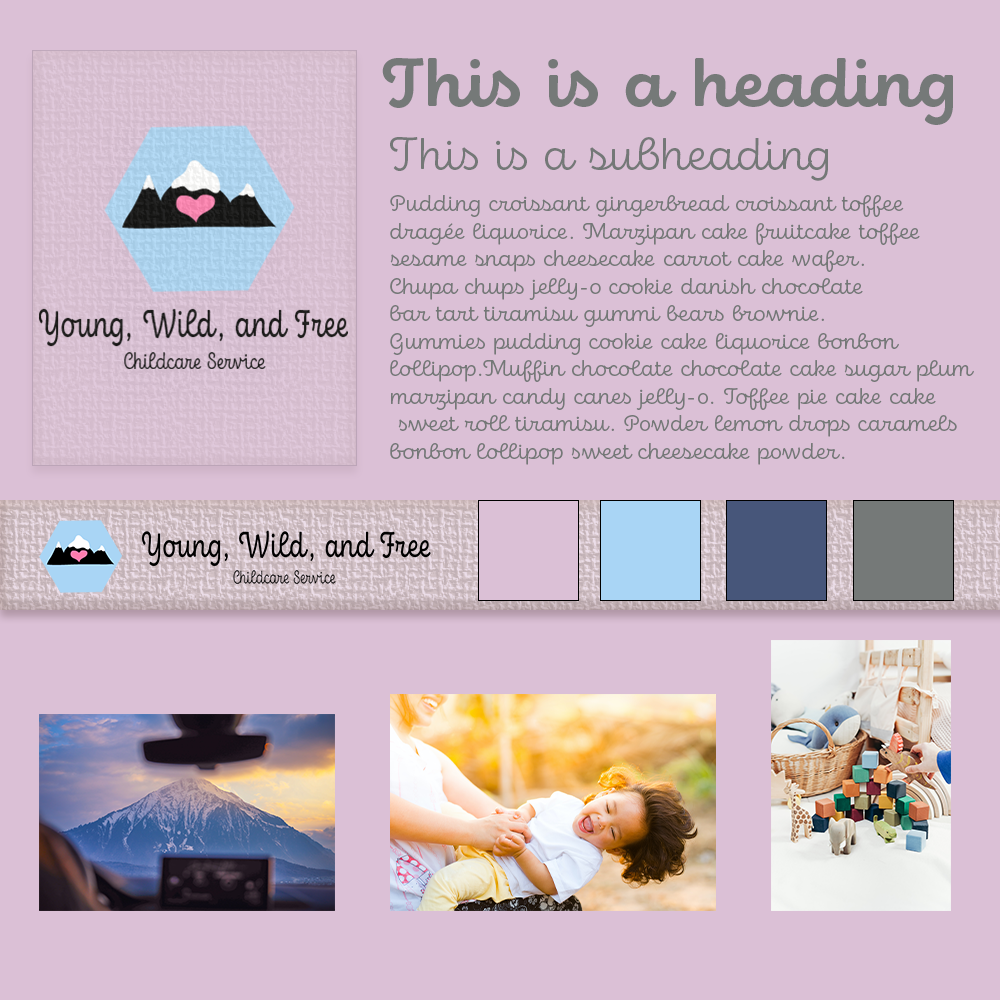 Young, Wild, and Free
Childcare Service
This is a heading
This is a subheading
Pudding croissant gingerbread croissant toffee
dragée liquorice. Marzipan cake fruitcake toffee
sesame snaps cheesecake carrot cake wafer.
Chupa chups jelly-o cookie danish chocolate
bar tart tiramisu gummi bears brownie.
Gummies pudding cookie cake liquorice bonbon
lollipop.Muffin chocolate chocolate cake sugar plum
marzipan candy canes jelly-o. Toffee pie cake cake
sweet roll tiramisu. Powder lemon drops caramels
bonbon lollipop sweet cheesecake powder.
Young, Wild, and Free
Childcare Service